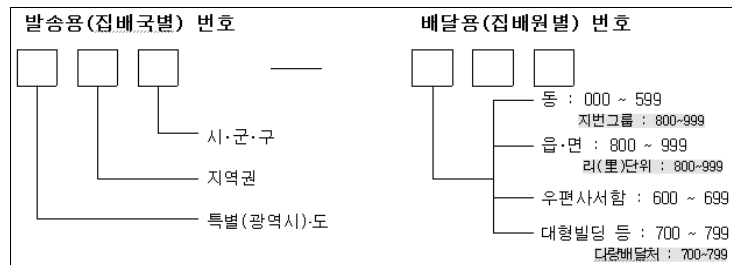 발송용(집배국별) 번호
배달용(집배원별) 번호
시·군·구
지역권
특별(광역시)·도
동 : 000 ~ 599
지번그룹 : 800~999
읍·면 : 800 ~ 999
리(里)단위 : 800~999
우편사서함 : 600 ~ 699
대형빌딩 등 : 700 ~ 799
다량배달처 : 700~799